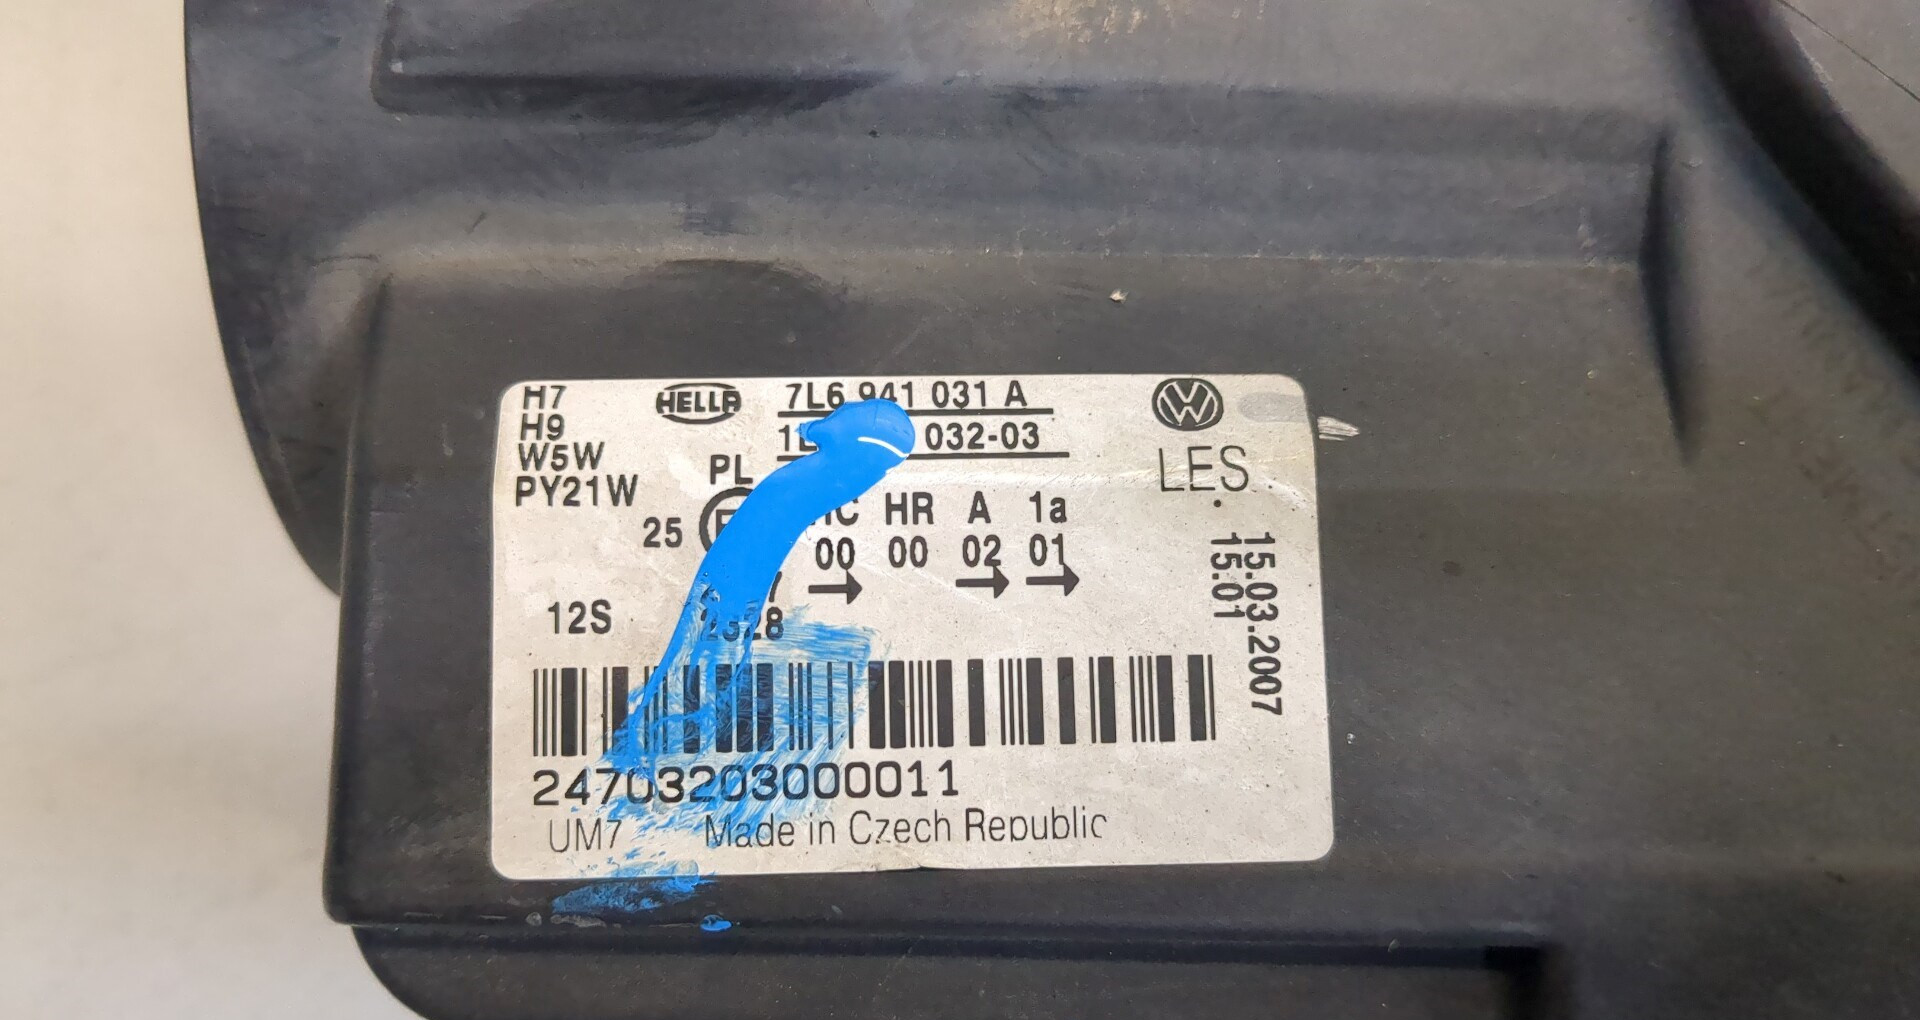 H7
H9
W5W
PY21W
HELLA
7L6 941 031 A
032-03
LES.
PL
25
HR A 1a
00 00 02 01
→ → →
12S
15.03.2007
15.01
24703203000011
UM7 Made in Czech Republic